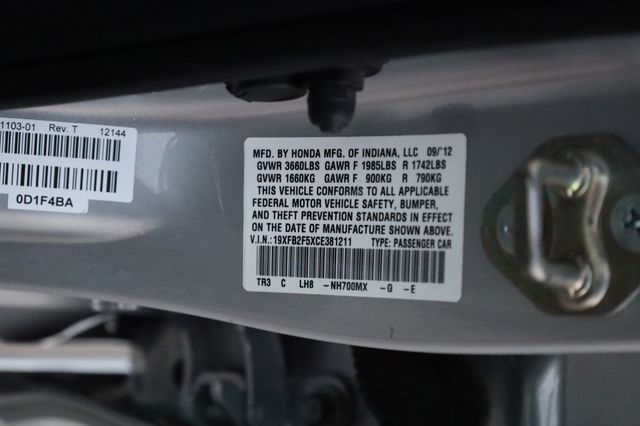 1103-01 Rev. T 12144
0D1F4BA
MFD. BY HONDA MFG. OF INDIANA, LLC 09/12
GVWR 3660LBS GAWR F 1985LBS R 1742LBS
GVWR 1660KG GAWR F 900KG R 790KG
THIS VEHICLE CONFORMS TO ALL APPLICABLE
FEDERAL MOTOR VEHICLE SAFETY, BUMPER,
AND THEFT PREVENTION STANDARDS IN EFFECT
ON THE DATE OF MANUFACTURE SHOWN ABOVE.
V.I.N.:19XFB2F5XCE381211 TYPE: PASSENGER CAR
TR3 C LH8 -NH700MX -G -E